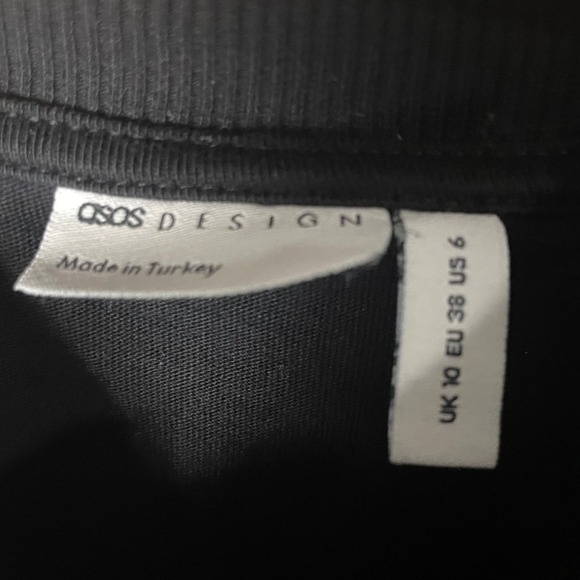 asos DESIGN
Made in Turkey
UK 10 EU 38 US 6